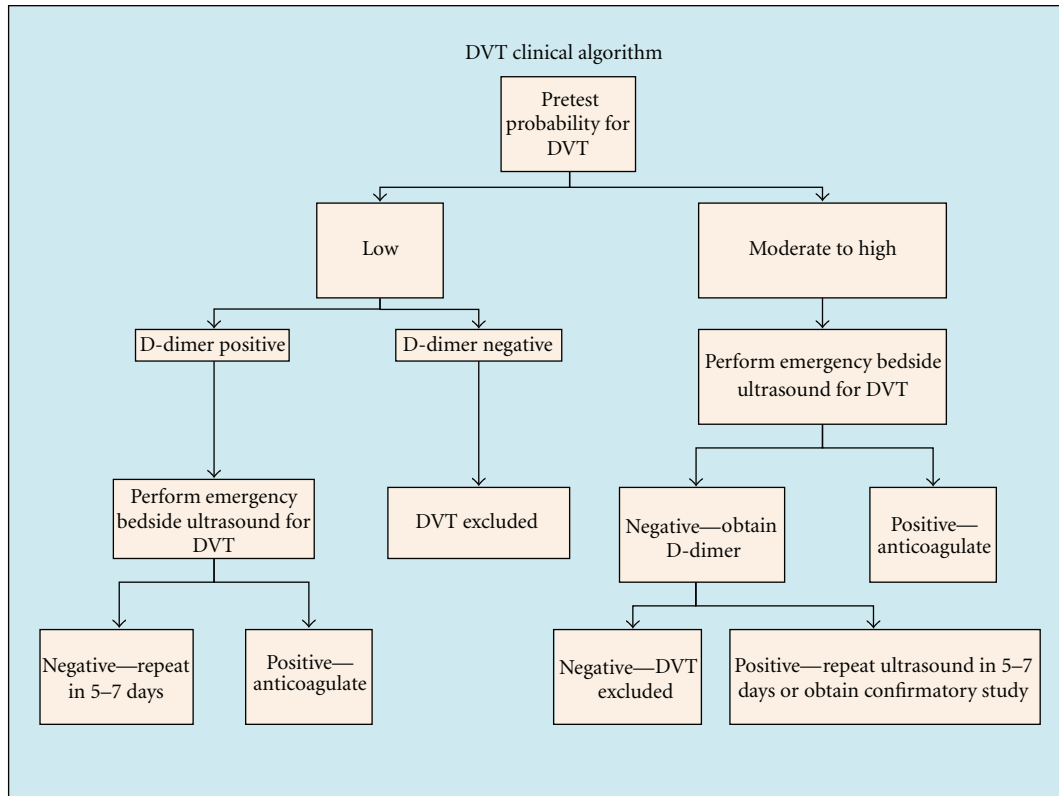 DVT clinical algorithm
Pretest
probability for
DVT
Low
Moderate to high
D-dimer positive
D-dimer negative
Perform emergency bedside
ultrasound for DVT
Perform emergency
bedside ultrasound for
DVT
DVT excluded
Negative—obtain
D-dimer
Positive—
anticoagulate
Negative—repeat
in 5–7 days
Positive—
anticoagulate
Negative—DVT
excluded
Positive—repeat ultrasound in 5–7
days or obtain confirmatory study